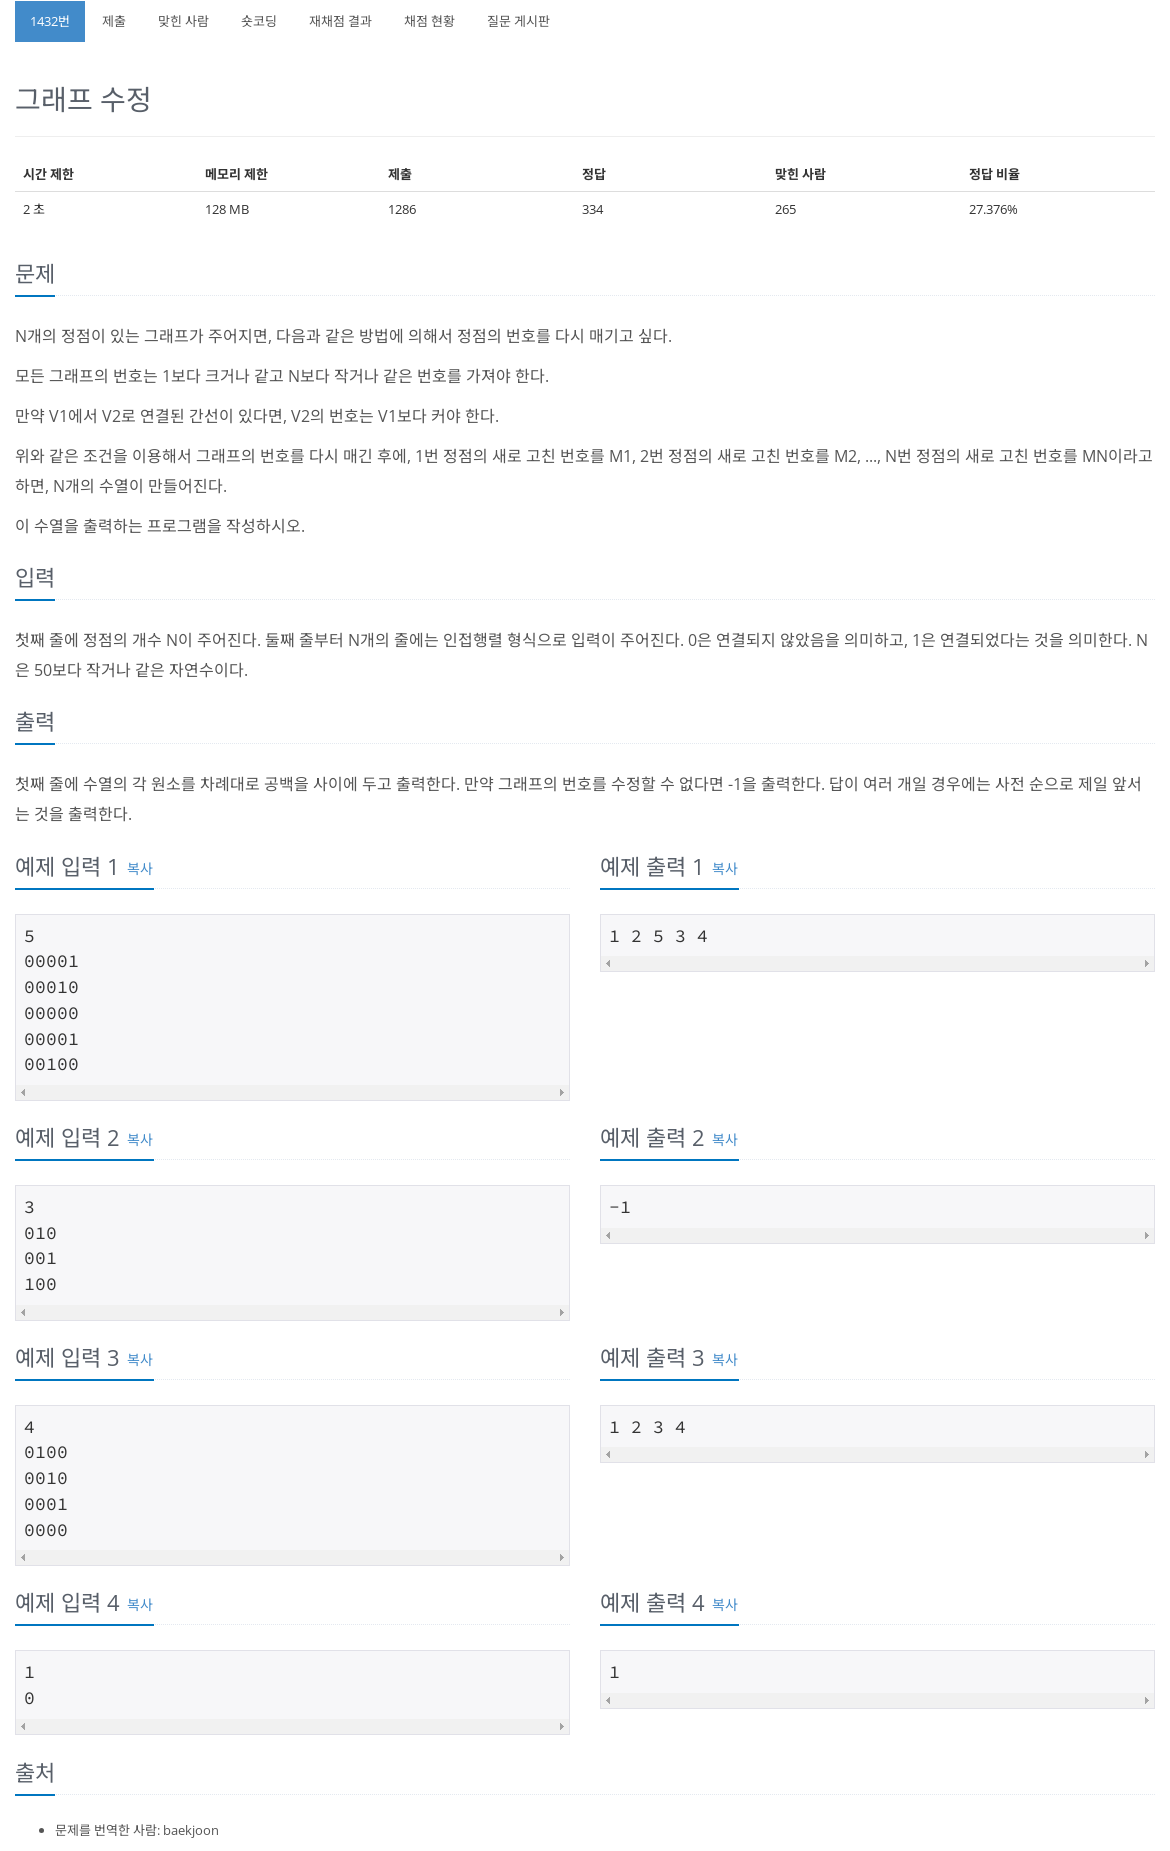 1432번 제출 맞힌 사람 숏코딩 재채점 결과 채점 현황 질문 게시판
그래프 수정
시간 제한 메모리 제한 제출 정답 맞힌 사람 정답 비율
2 초 128 MB 1286 334 265 27.376%
문제
N개의 정점이 있는 그래프가 주어지면, 다음과 같은 방법에 의해서 정점의 번호를 다시 매기고 싶다.
모든 그래프의 번호는 1보다 크거나 같고 N보다 작거나 같은 번호를 가져야 한다.
만약 V1에서 V2로 연결된 간선이 있다면, V2의 번호는 V1보다 커야 한다.
위와 같은 조건을 이용해서 그래프의 번호를 다시 매긴 후에, 1번 정점의 새로 고친 번호를 M1, 2번 정점의 새로 고친 번호를 M2, ..., N번 정점의 새로 고친 번호를 MN이라고
하면, N개의 수열이 만들어진다.
이 수열을 출력하는 프로그램을 작성하시오.
입력
첫째 줄에 정점의 개수 N이 주어진다. 둘째 줄부터 N개의 줄에는 인접행렬 형식으로 입력이 주어진다. 0은 연결되지 않았음을 의미하고, 1은 연결되었다는 것을 의미한다. N
은 50보다 작거나 같은 자연수이다.
출력
첫째 줄에 수열의 각 원소를 차례대로 공백을 사이에 두고 출력한다. 만약 그래프의 번호를 수정할 수 없다면 -1을 출력한다. 답이 여러 개일 경우에는 사전 순으로 제일 앞서
는 것을 출력한다.
예제 입력 1 복사
5
00001
00010
00000
00001
00100
예제 출력 1 복사
1 2 5 3 4
예제 입력 2 복사
3
010
001
100
예제 출력 2 복사
-1
예제 입력 3 복사
4
0100
0010
0001
0000
예제 출력 3 복사
1 2 3 4
예제 입력 4 복사
1
0
예제 출력 4 복사
1
출처
문제를 번역한 사람: baekjoon